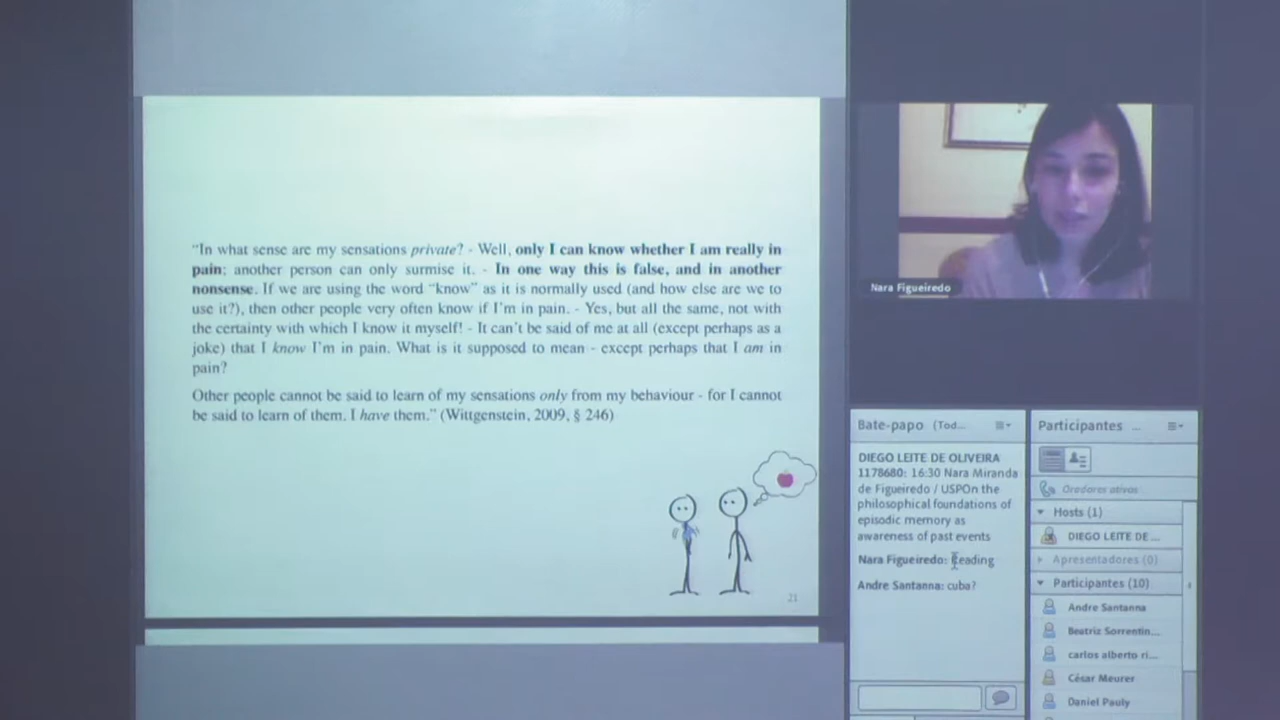 “In what sense are my sensations private? - Well, only I can know whether I am really in
pain; another person can only surmise it. - In one way this is false, and in another
nonsense. If we are using the word “know” as it is normally used (and how else are we to
use it?), then other people very often know if I’m in pain. - Yes, but all the same, not with
the certainty with which I know it myself! - It can’t be said of me at all (except perhaps as a
joke) that I know I’m in pain. What is it supposed to mean - except perhaps that I am in
pain?
Other people cannot be said to learn of my sensations only from my behaviour - for I cannot
be said to learn of them. I have them.” (Wittgenstein, 2009, § 246)
21
Nara Figueiredo
Bate-papo (Tod...
DIEGO LEITE DE OLIVEIRA
1178680: 16:30 Nara Miranda
de Figueiredo / USPOn the
philosophical foundations of
episodic memory as
awareness of past events
Nara Figueiredo: eading
Andre Santanna: cuba?
Participantes ...
Oradores ativos
Hosts (1)
DIEGO LEITE DE ...
Apresentadores (0)
Participantes (10)
Andre Santanna
Beatriz Sorrentin...
carlos alberto ri...
César Meurer
Daniel Pauly